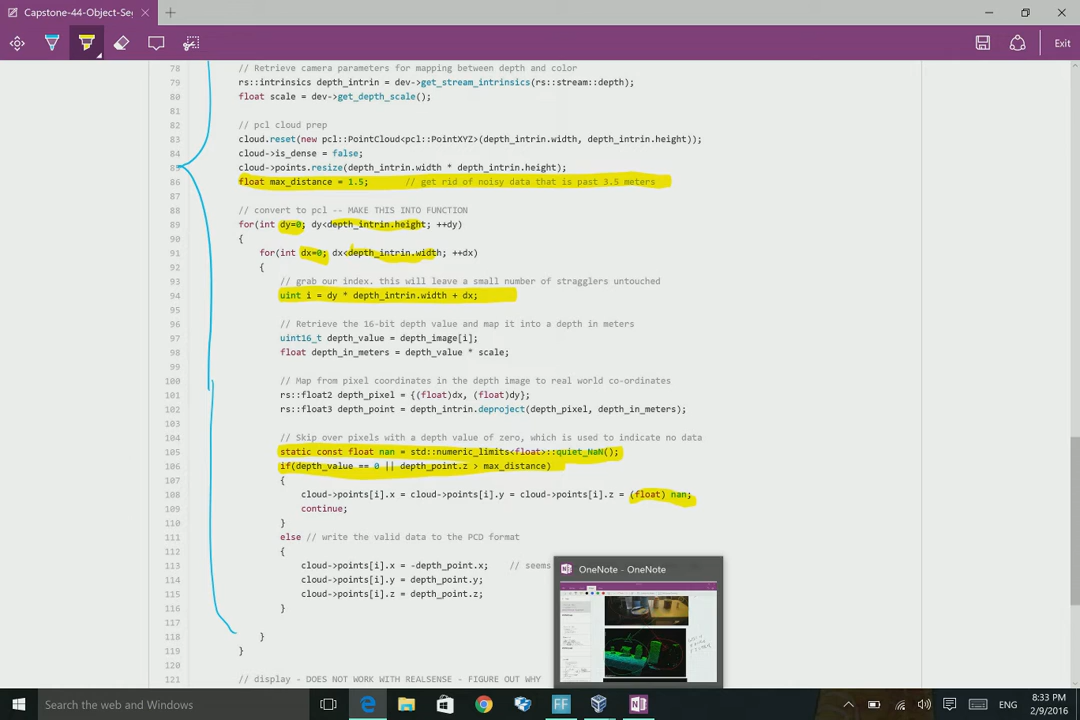 Capstone-44-Object-Seg
Exit
78 // Retrieve camera parameters for mapping between depth and color
79 rs::intrinsics depth_intrin = dev->get_stream_intrinsics(rs::stream::depth);
80 float scale = dev->get_depth_scale();
81
82 // pcl cloud prep
83 cloud.reset(new pcl::PointCloud<pcl::PointXYZ>(depth_intrin.width, depth_intrin.height));
84 cloud->is_dense = false;
85 cloud->points.resize(depth_intrin.width * depth_intrin.height);
86 float max_distance = 1.5; // get rid of noisy data that is past 3.5 meters
87
88 // convert to pcl -- MAKE THIS INTO FUNCTION
89 for(int dy=0; dy<depth_intrin.height; ++dy)
90 {
91 for(int dx=0; dx<depth_intrin.width; ++dx)
92 {
93 // grab our index. this will leave a small number of stragglers untouched
94 uint i = dy * depth_intrin.width + dx;
95
96 // Retrieve the 16-bit depth value and map it into a depth in meters
97 uint16_t depth_value = depth_image[i];
98 float depth_in_meters = depth_value * scale;
99
100 // Map from pixel coordinates in the depth image to real world co-ordinates
101 rs::float2 depth_pixel = {(float)dx, (float)dy};
102 rs::float3 depth_point = depth_intrin.deproject(depth_pixel, depth_in_meters);
103
104 // Skip over pixels with a depth value of zero, which is used to indicate no data
105 static const float nan = std::numeric_limits<float>::quiet_NaN();
106 if(depth_value == 0 || depth_point.z > max_distance)
107 {
108 cloud->points[i].x = cloud->points[i].y = cloud->points[i].z = (float) nan;
109 continue;
110 }
111 else // write the valid data to the PCD format
112 {
113 cloud->points[i].x = -depth_point.x; // seems
114 cloud->points[i].y = depth_point.y;
115 cloud->points[i].z = depth_point.z;
116 }
117
118 }
119 }
120
121 // display - DOES NOT WORK WITH REALSENSE - FIGURE OUT WHY
OneNote - OneNote
Search the web and Windows
FF
ENG
8:33 PM
2/9/2016